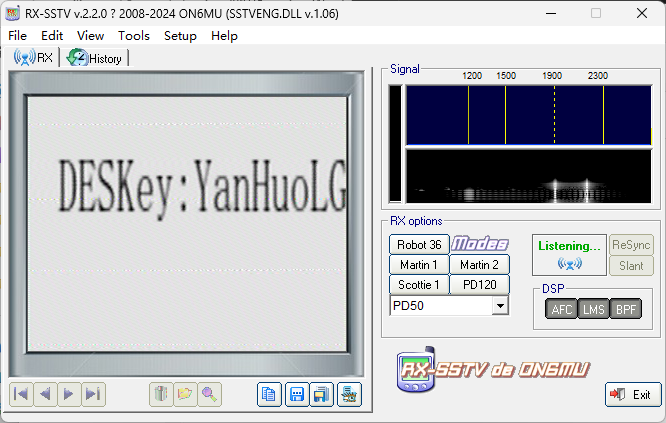 RX-SSTV v.2.2.0 ? 2008-2024 ON6MU (SSTVENG.DLL v.1.06)
File Edit View Tools Setup Help
RX History
DESKey:YanHuoLG
Signal
1200 1500 1900 2300
RX options
Robot 36 Modes
Martin 1 Martin 2
Scottie 1 PD120
PD50
Listening... ReSync
Slant
DSP
AFC LMS BPF
RX-SSTV de ON6MU
Exit